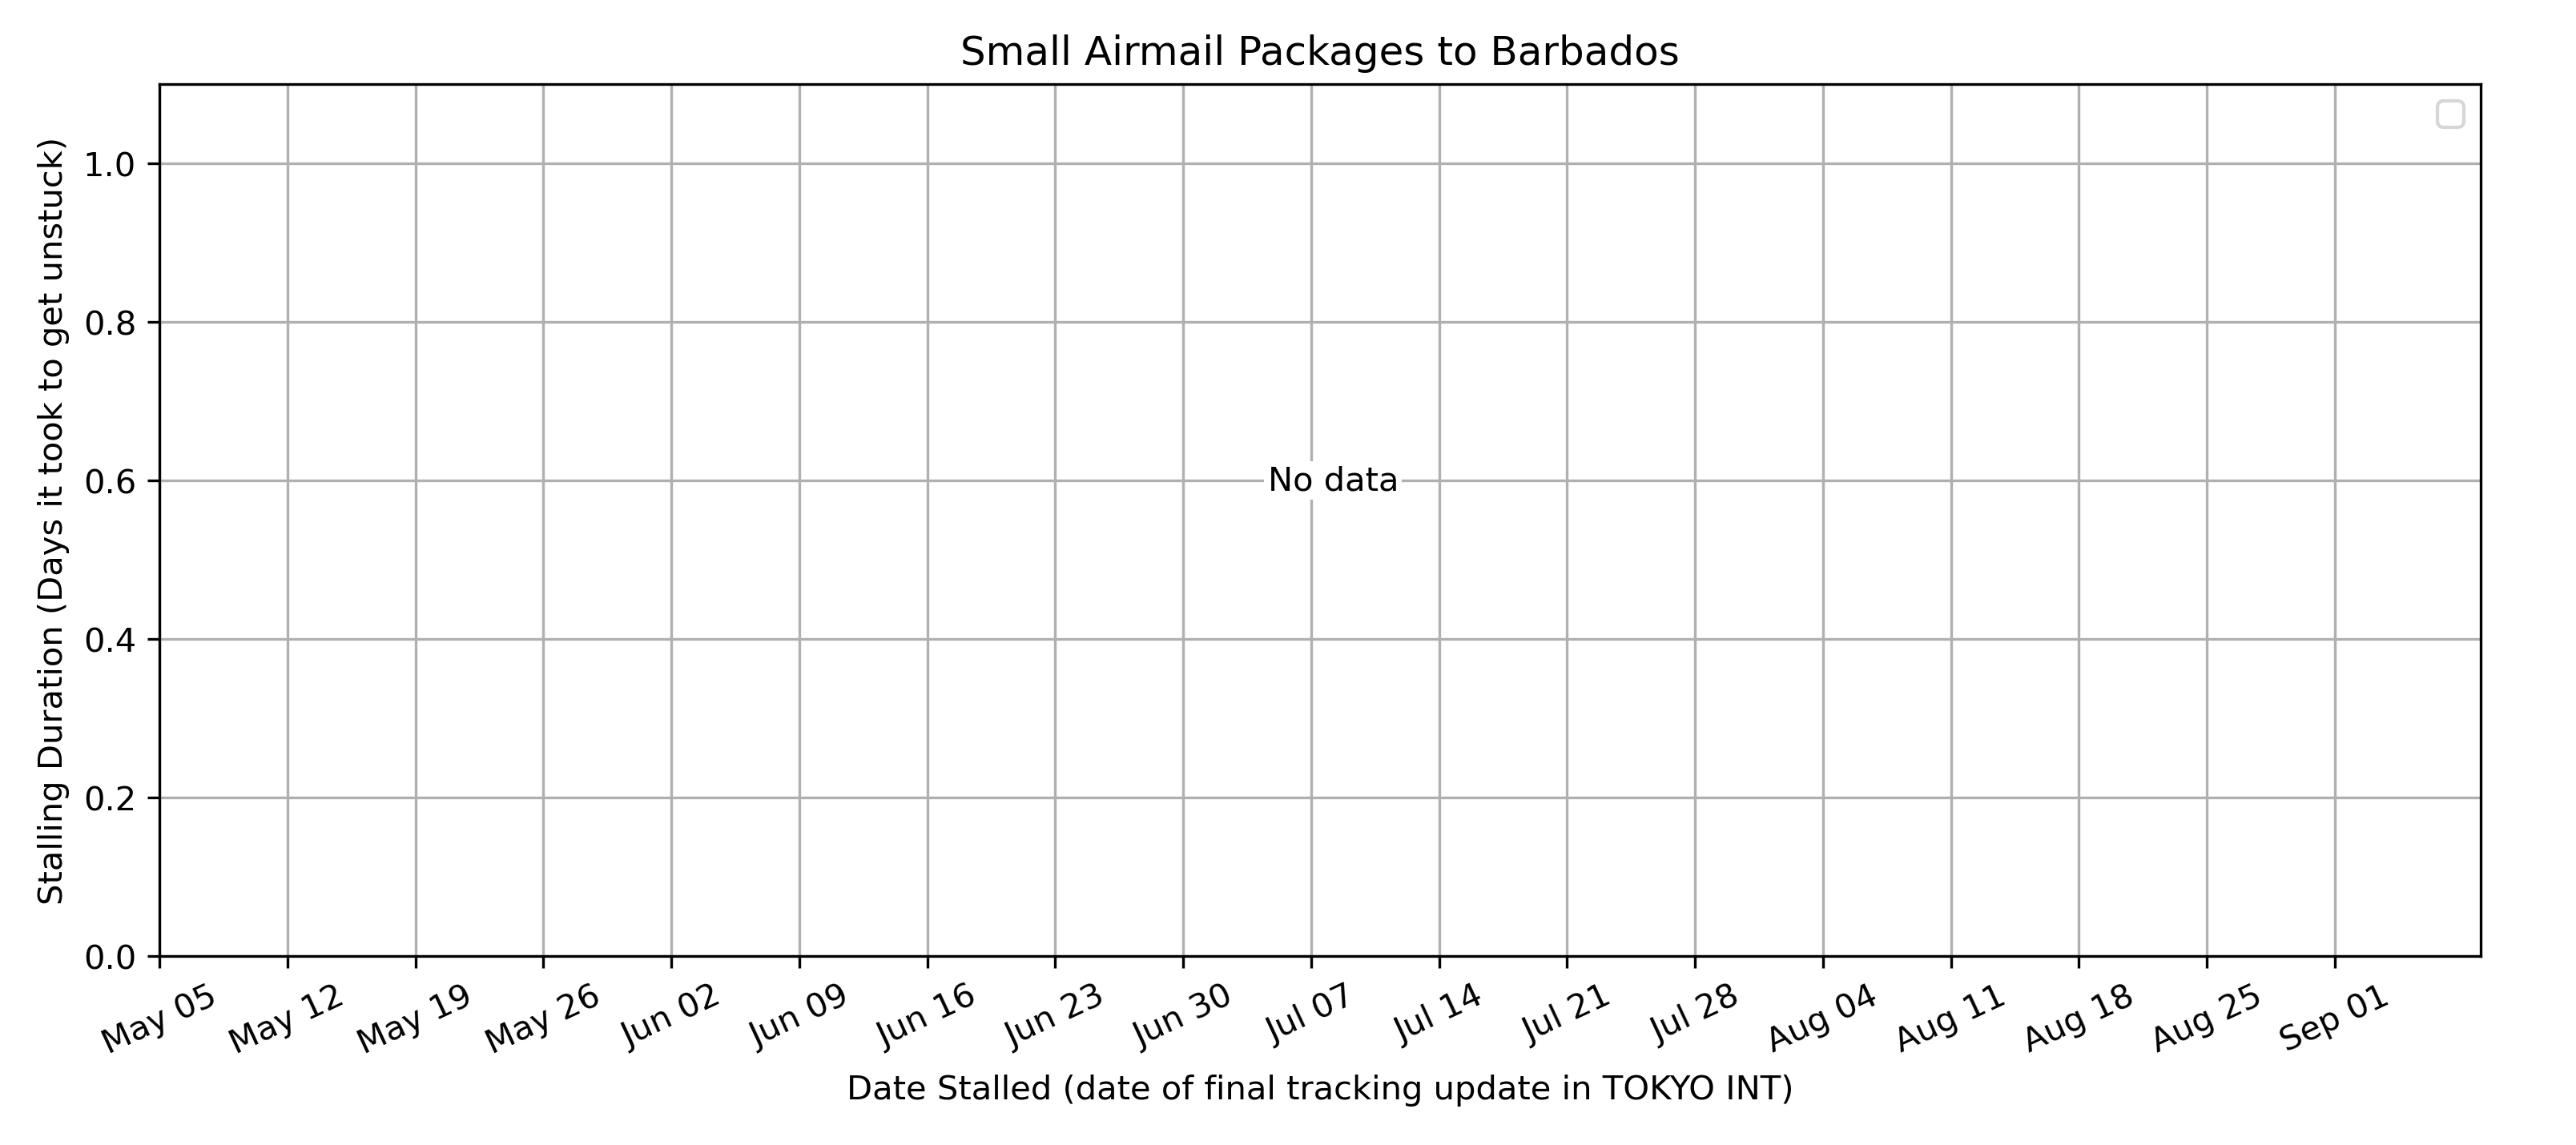 Small Airmail Packages to Barbados
Stalling Duration (Days it took to get unstuck)
1.0
0.8
0.6
0.4
0.2
0.0
No data
May 05
May 12
May 19
May 26
Jun 02
Jun 09
Jun 16
Jun 23
Jun 30
Jul 07
Jul 14
Jul 21
Jul 28
Aug 04
Aug 11
Aug 18
Aug 25
Sep 01
Date Stalled (date of final tracking update in TOKYO INT)